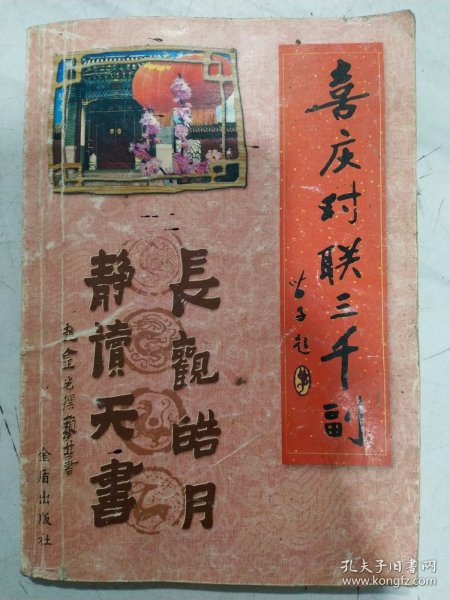 喜庆对联三千副
長觀皓月
靜讀天書
金盾出版社
孔夫子旧书网
www.kongfz.com